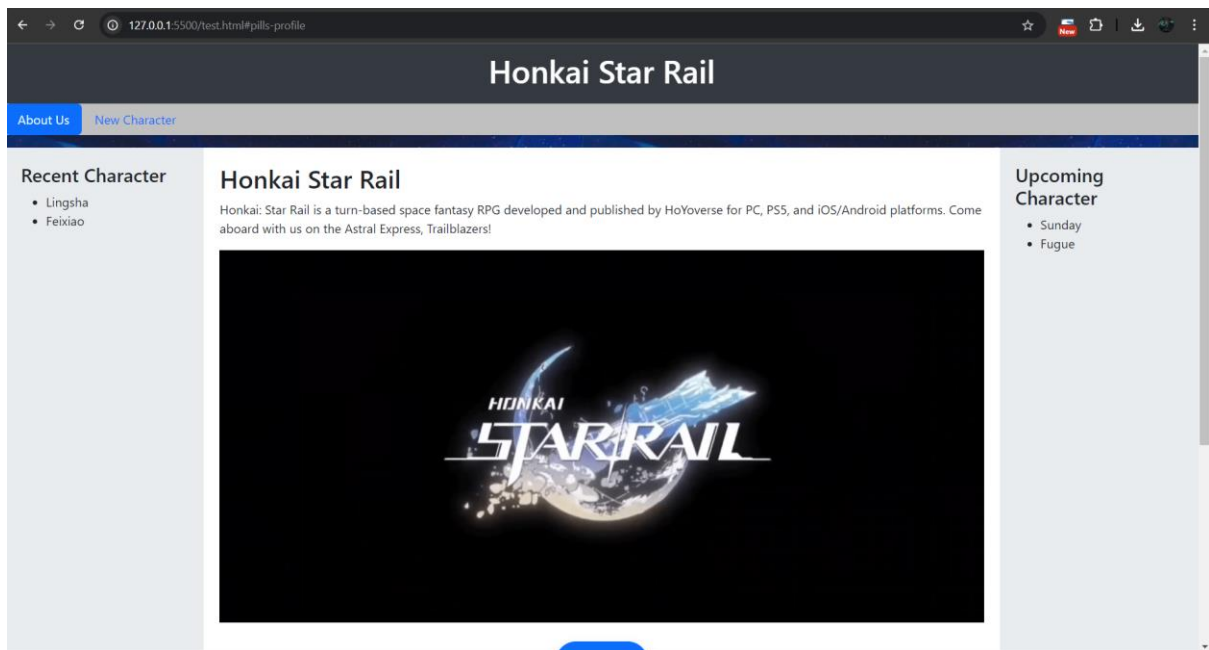 127.0.0.1:5500/test.html#pills-profile
New
Honkai Star Rail
About Us
New Character
Recent Character
Lingsha
Feixiao
Honkai Star Rail
Honkai: Star Rail is a turn-based space fantasy RPG developed and published by HoYoverse for PC, PS5, and iOS/Android platforms. Come
aboard with us on the Astral Express, Trailblazers!
HONKAI
STAR RAIL
Upcoming
Character
Sunday
Fugue